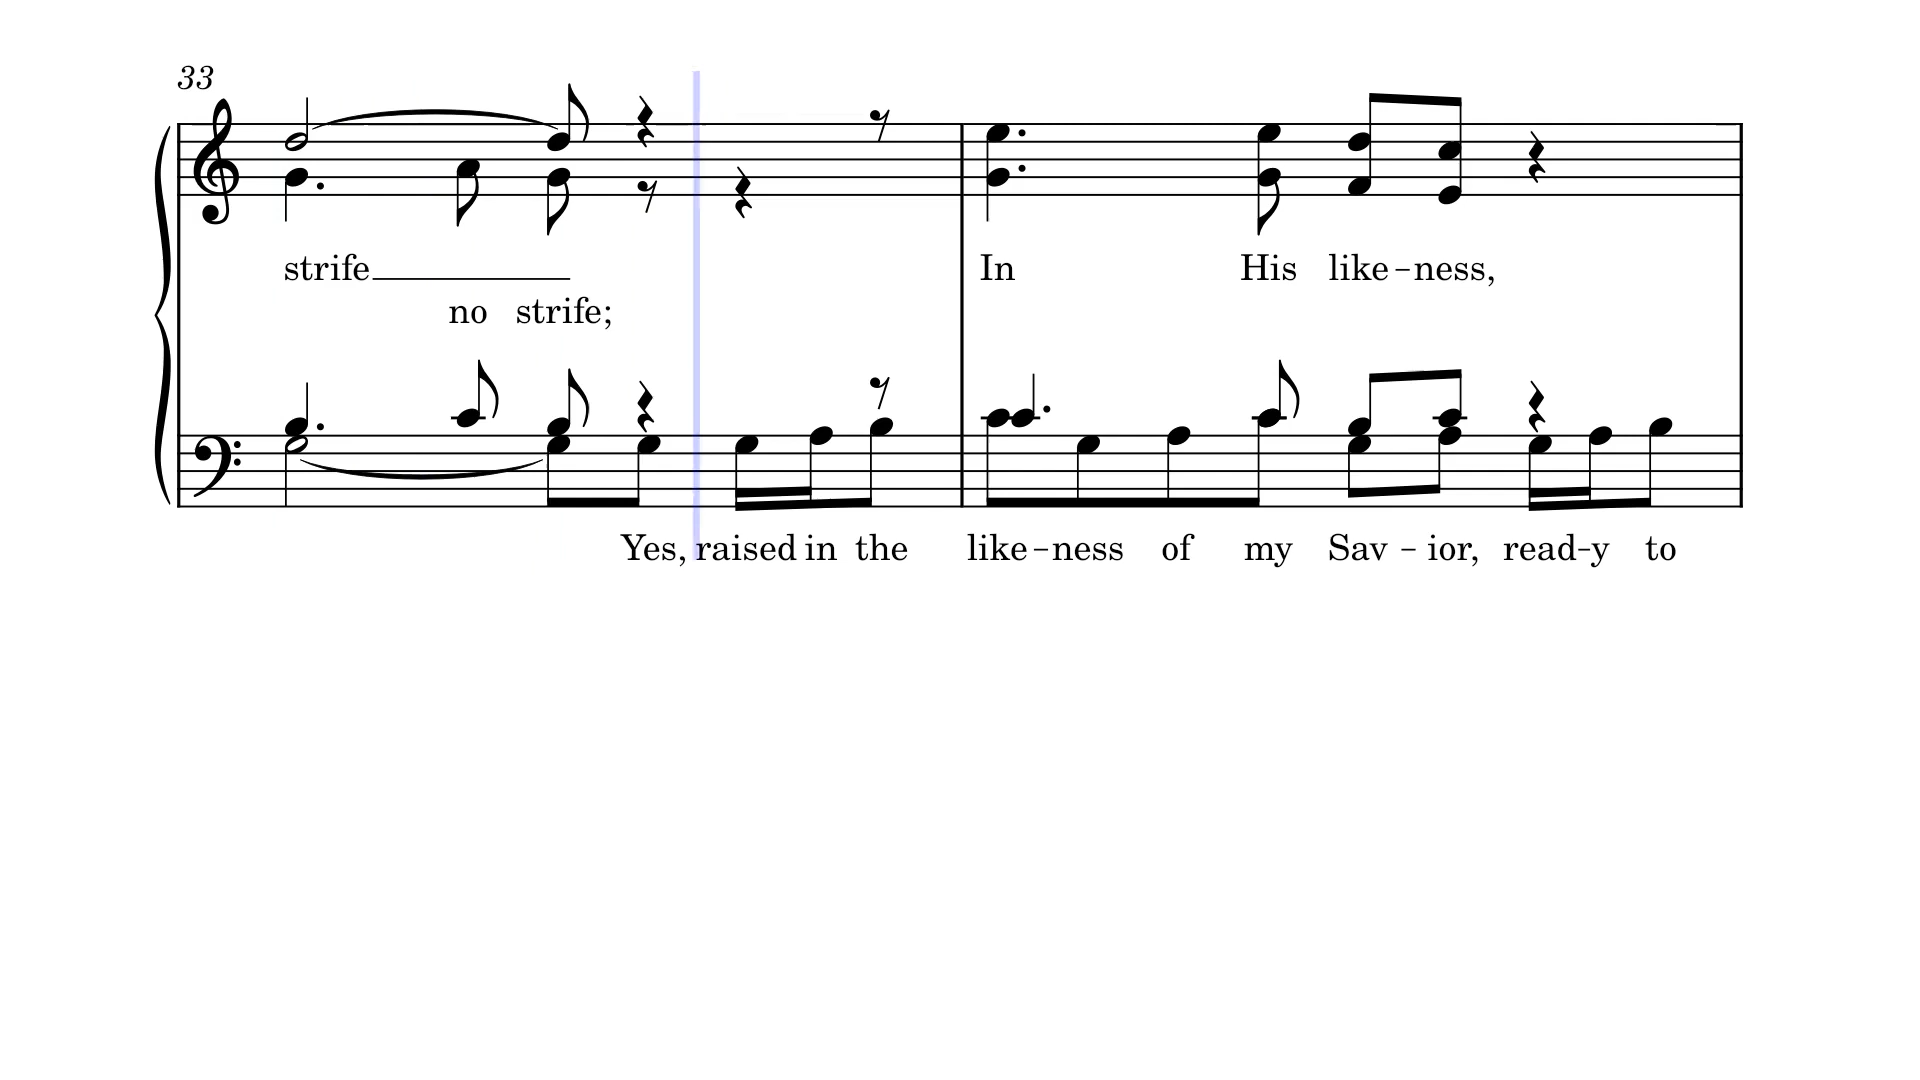 33
strife In His like-ness,
no strife;
Yes, raised in the like-ness of my Sav-ior, read-y to